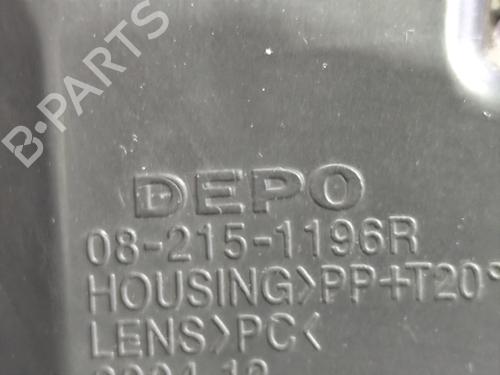 B-PARTS
DEPO
08-215-1196R
HOUSING>PP+T20
LENS>PC<